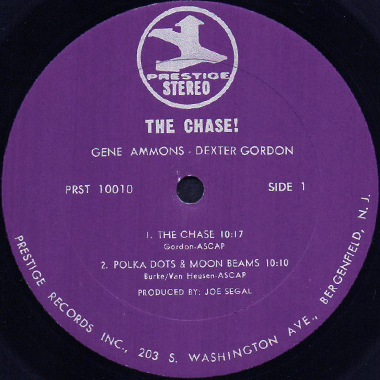 PRESTIGE
STEREO
THE CHASE!
GENE AMMONS - DEXTER GORDON
PRST 10010
SIDE 1
1. THE CHASE 10:17
Gordon-ASCAP
2. POLKA DOTS & MOON BEAMS 10:10
Burke/Van Heusen-ASCAP
PRODUCED BY: JOE SEGAL
PRESTIGE RECORDS INC., 203 S. WASHINGTON AVE., BERGENFIELD, N. J.